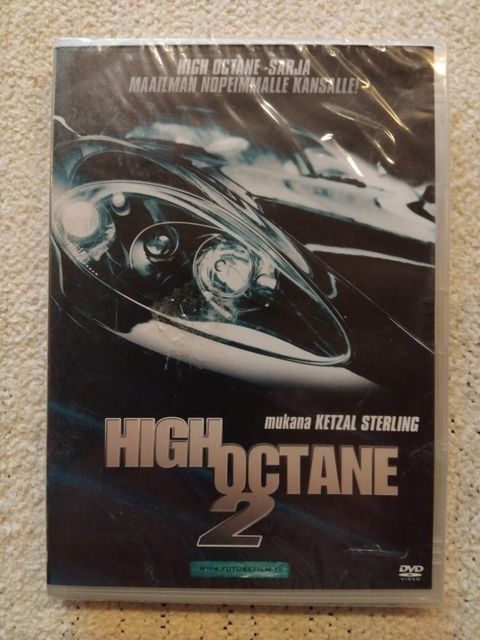 HIGH OCTANE -SARJA
MAAILMAN NOPEIMMALLE KANSALLE!
mukana KETZAL STERLING
HIGH OCTANE
2
WWW.FUTUREFILM.FI
DVD
VIDEO